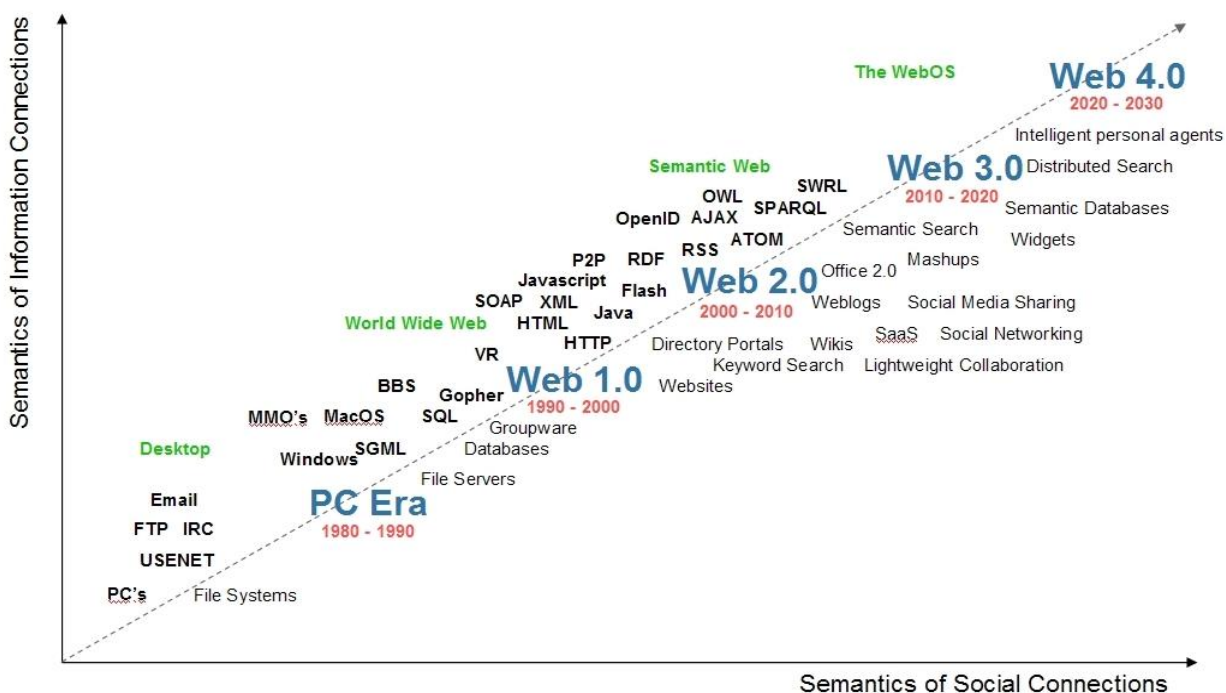 Semantics of Information Connections
The WebOS
Web 4.0
2020 - 2030
Intelligent personal agents
Semantic Web
Web 3.0
2010 - 2020
Distributed Search
SWRL
OWL
SPARQL
Semantic Databases
OpenID
AJAX
Semantic Search
Widgets
ATOM
RSS
Mashups
P2P
RDF
Office 2.0
Javascript
Web 2.0
2000 - 2010
Flash
SOAP
XML
Weblogs
Social Media Sharing
Java
World Wide Web
HTML
SaaS
Social Networking
HTTP
Directory Portals
Wikis
VR
Keyword Search
Lightweight Collaboration
Web 1.0
1990 - 2000
Websites
BBS
Gopher
MMO's
MacOS
SQL
Groupware
Desktop
SGML
Databases
Windows
File Servers
PC Era
1980 - 1990
Email
FTP
IRC
USENET
PC's
File Systems
Semantics of Social Connections